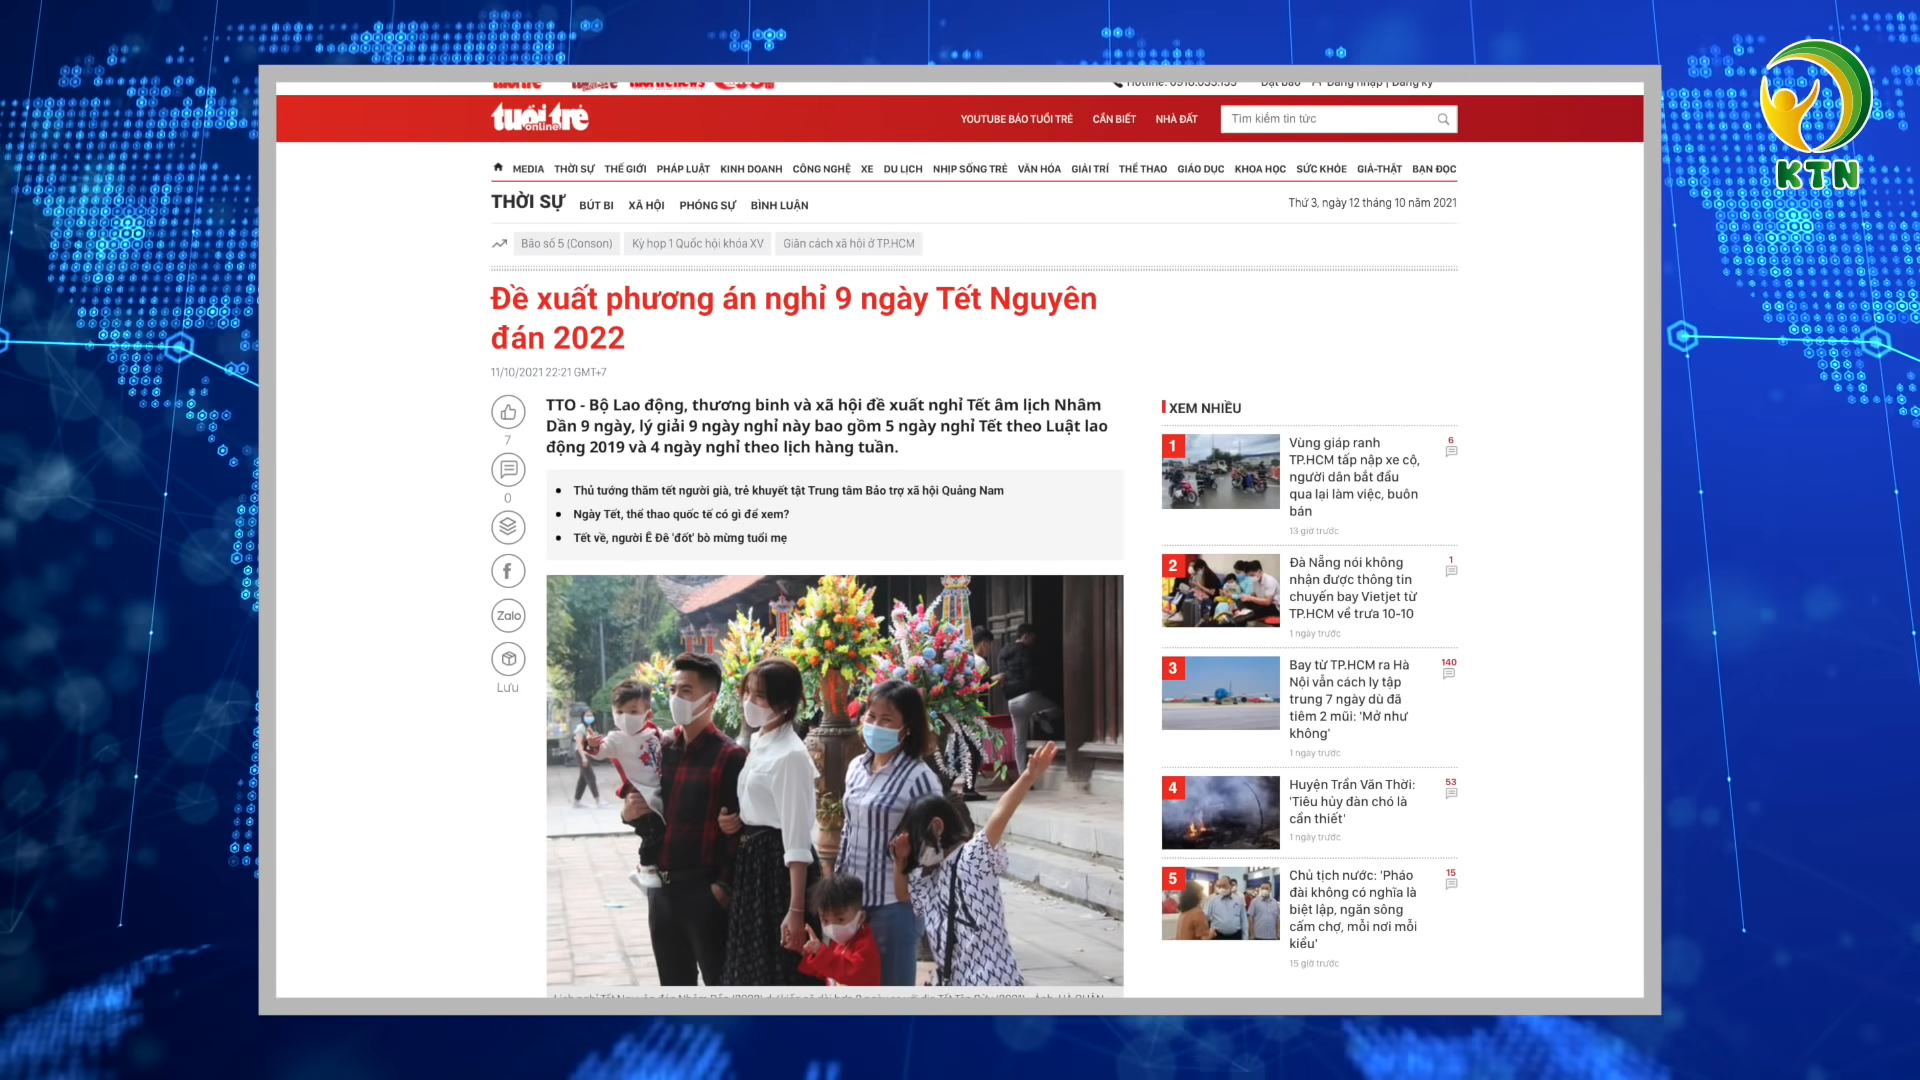 KTN
tuổi trẻ
online
YOUTUBE BÁO TUỔI TRẺ CẦN BIẾT NHÀ ĐẤT Tìm kiếm tin tức
MEDIA THỜI SỰ THẾ GIỚI PHÁP LUẬT KINH DOANH CÔNG NGHỆ XE DU LỊCH NHỊP SỐNG TRẺ VĂN HÓA GIẢI TRÍ THỂ THAO GIÁO DỤC KHOA HỌC SỨC KHỎE GIẢ-THẬT BẠN ĐỌC
THỜI SỰ BÚT BI XÃ HỘI PHÓNG SỰ BÌNH LUẬN Thứ 3, ngày 12 tháng 10 năm 2021
Bão số 5 (Conson) Kỳ họp 1 Quốc hội khóa XV Giãn cách xã hội ở TP.HCM
Đề xuất phương án nghỉ 9 ngày Tết Nguyên
đán 2022
11/10/2021 22:21 GMT+7
TTO - Bộ Lao động, thương binh và xã hội đề xuất nghỉ Tết âm lịch Nhâm
Dần 9 ngày, lý giải 9 ngày nghỉ này bao gồm 5 ngày nghỉ Tết theo Luật lao
động 2019 và 4 ngày nghỉ theo lịch hàng tuần.
7
0
Zalo
Lưu
Thủ tướng thăm tết người già, trẻ khuyết tật Trung tâm Bảo trợ xã hội Quảng Nam
Ngày Tết, thể thao quốc tế có gì để xem?
Tết về, người Ê Đê 'đốt' bò mừng tuổi mẹ
XEM NHIỀU
1
Vùng giáp ranh
TP.HCM tấp nập xe cộ,
người dân bắt đầu
qua lại làm việc, buôn
bán
6
13 giờ trước
2
Đà Nẵng nói không
nhận được thông tin
chuyến bay Vietjet từ
TP.HCM về trưa 10-10
1
1 ngày trước
3
Bay từ TP.HCM ra Hà
Nội vẫn cách ly tập
trung 7 ngày dù đã
tiêm 2 mũi: 'Mở như
không'
140
1 ngày trước
4
Huyện Trần Văn Thời:
'Tiêu hủy đàn chó là
cần thiết'
53
1 ngày trước
5
Chủ tịch nước: 'Pháo
đài không có nghĩa là
biệt lập, ngăn sông
cấm chợ, mỗi nơi mỗi
kiểu'
15
15 giờ trước